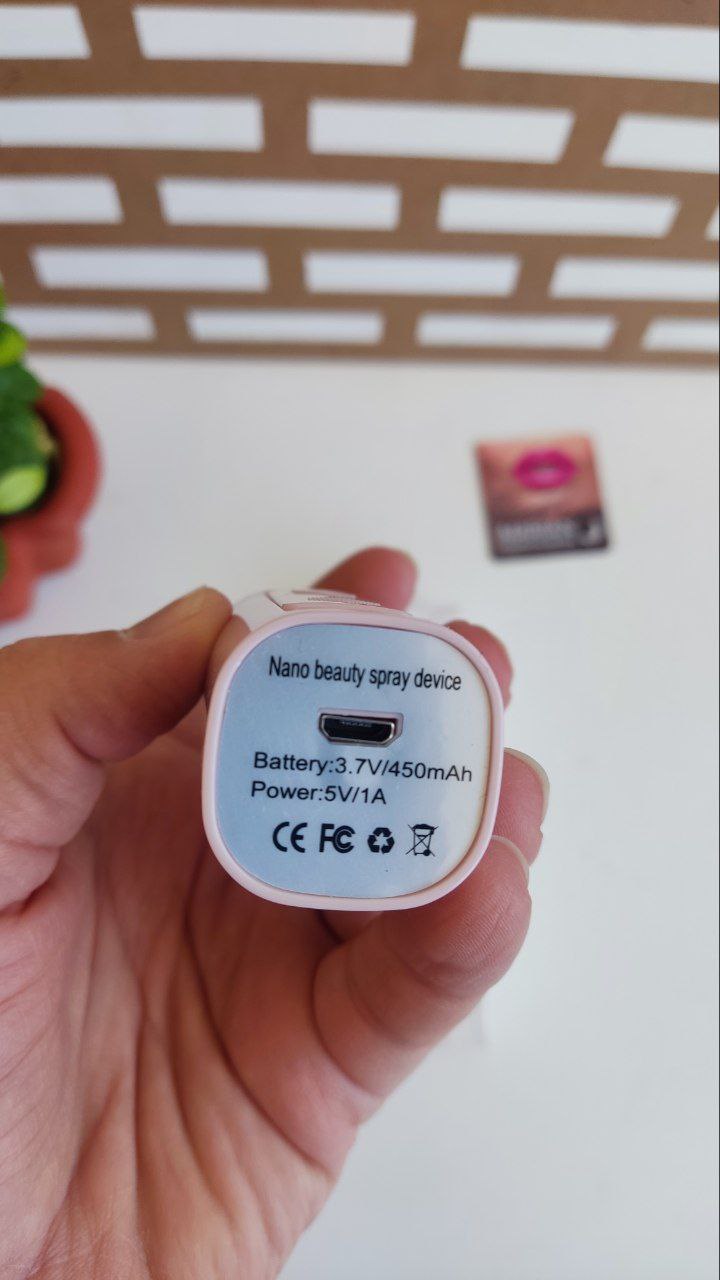 Nano beauty spray device
Battery:3.7V/450mAh
Power:5V/1A
CE FC